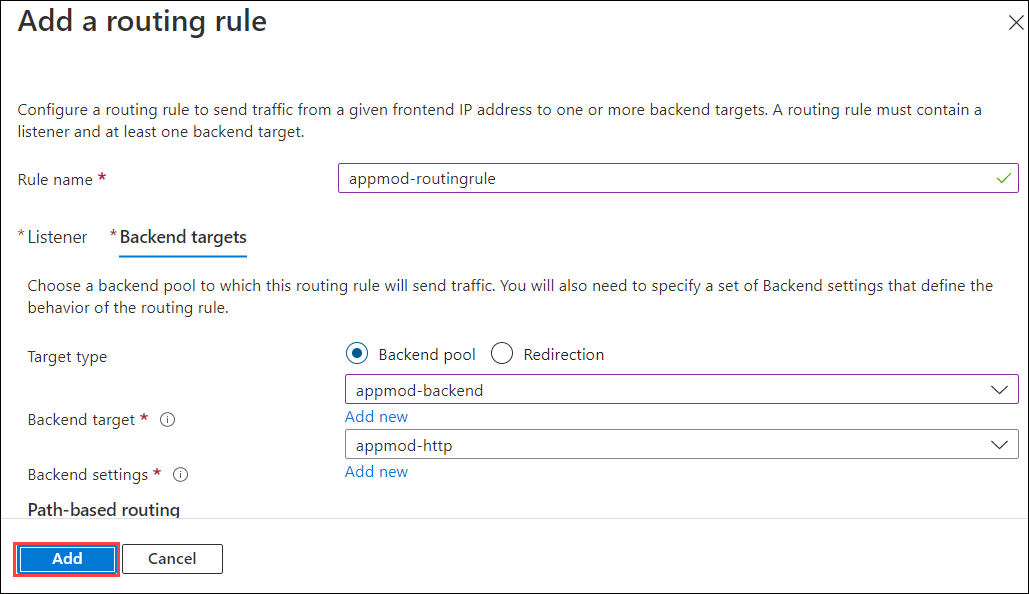 Add a routing rule
Configure a routing rule to send traffic from a given frontend IP address to one or more backend targets. A routing rule must contain a
listener and at least one backend target.
Rule name *
appmod-routingrule
* Listener * Backend targets
Choose a backend pool to which this routing rule will send traffic. You will also need to specify a set of Backend settings that define the
behavior of the routing rule.
Target type
Backend pool Redirection
appmod-backend
Backend target *
Add new
appmod-http
Backend settings *
Add new
Path-based routing
Add Cancel